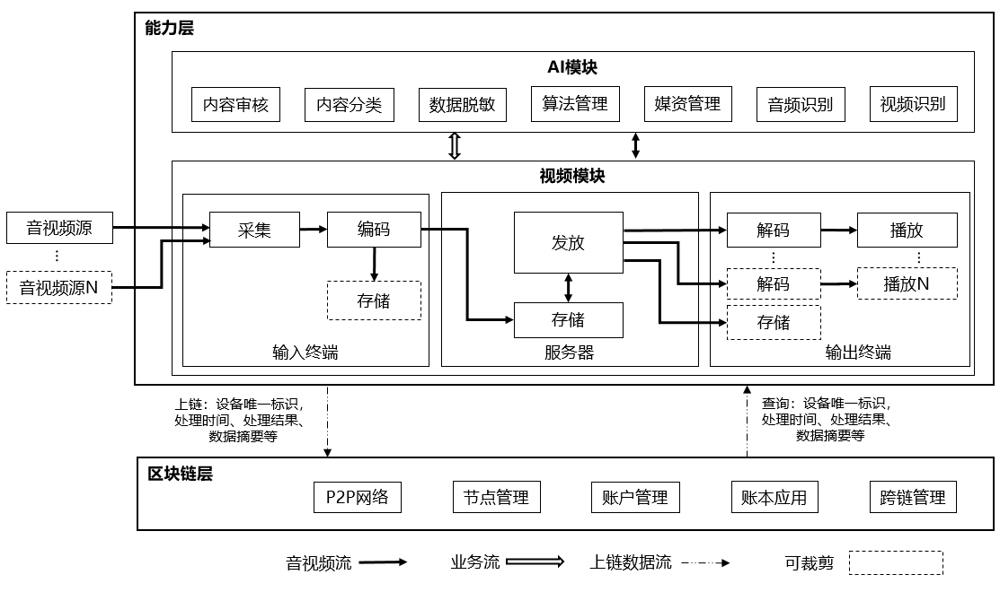 能力层
AI模块
内容审核
内容分类
数据脱敏
算法管理
媒资管理
音频识别
视频识别
视频模块
音视频源
⋮
音视频源N
采集
编码
存储
输入终端
发放
存储
服务器
解码
播放
⋮
⋮
解码
播放N
存储
输出终端
上链：设备唯一标识，
处理时间、处理结果、
数据摘要等
查询：设备唯一标识，
处理时间、处理结果、
数据摘要等
区块链层
P2P网络
节点管理
账户管理
账本应用
跨链管理
音视频流
业务流
上链数据流
可裁剪